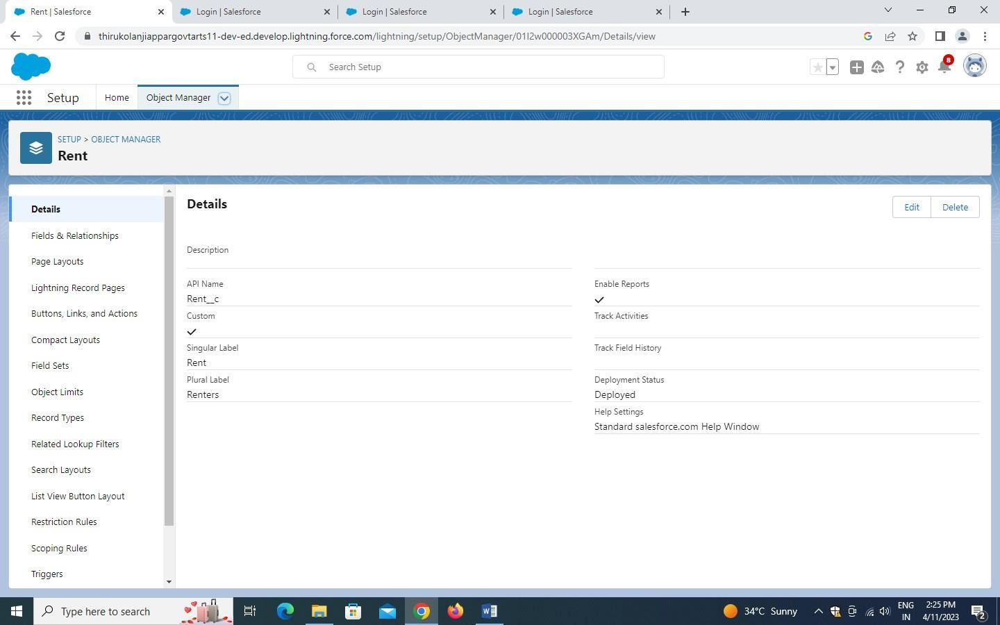 Rent | Salesforce
Login | Salesforce
Login | Salesforce
Login | Salesforce
thirukolanjiappargovtarts11-dev-ed.develop.lightning.force.com/lightning/setup/ObjectManager/01I2w000003XGAm/Details/view
Search Setup
8
Setup
Home
Object Manager
SETUP > OBJECT MANAGER
Rent
Details
Fields & Relationships
Page Layouts
Lightning Record Pages
Buttons, Links, and Actions
Compact Layouts
Field Sets
Object Limits
Record Types
Related Lookup Filters
Search Layouts
List View Button Layout
Restriction Rules
Scoping Rules
Triggers
Details
Edit
Delete
Description
API Name
Rent__c
Custom
Singular Label
Rent
Plural Label
Renters
Enable Reports
Track Activities
Track Field History
Deployment Status
Deployed
Help Settings
Standard salesforce.com Help Window
Type here to search
34°C Sunny
ENG
IN
2:25 PM
4/11/2023
2